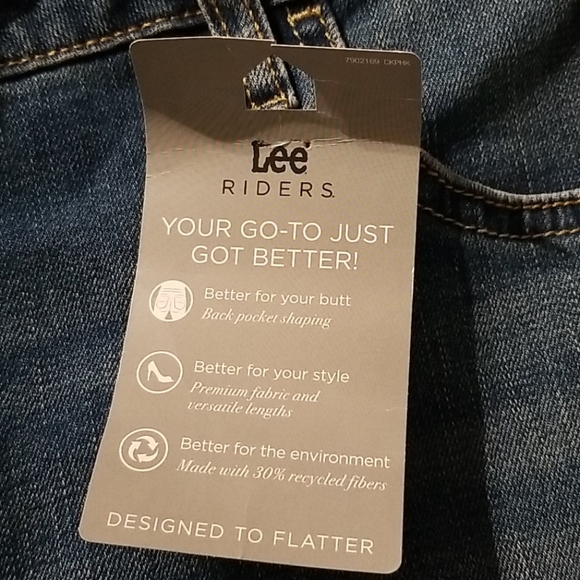 7902169 CKPHK
Lee
RIDERS
YOUR GO-TO JUST
GOT BETTER!
Better for your butt
Back pocket shaping
Better for your style
Premium fabric and
versatile lengths
Better for the environment
Made with 30% recycled fibers
DESIGNED TO FLATTER